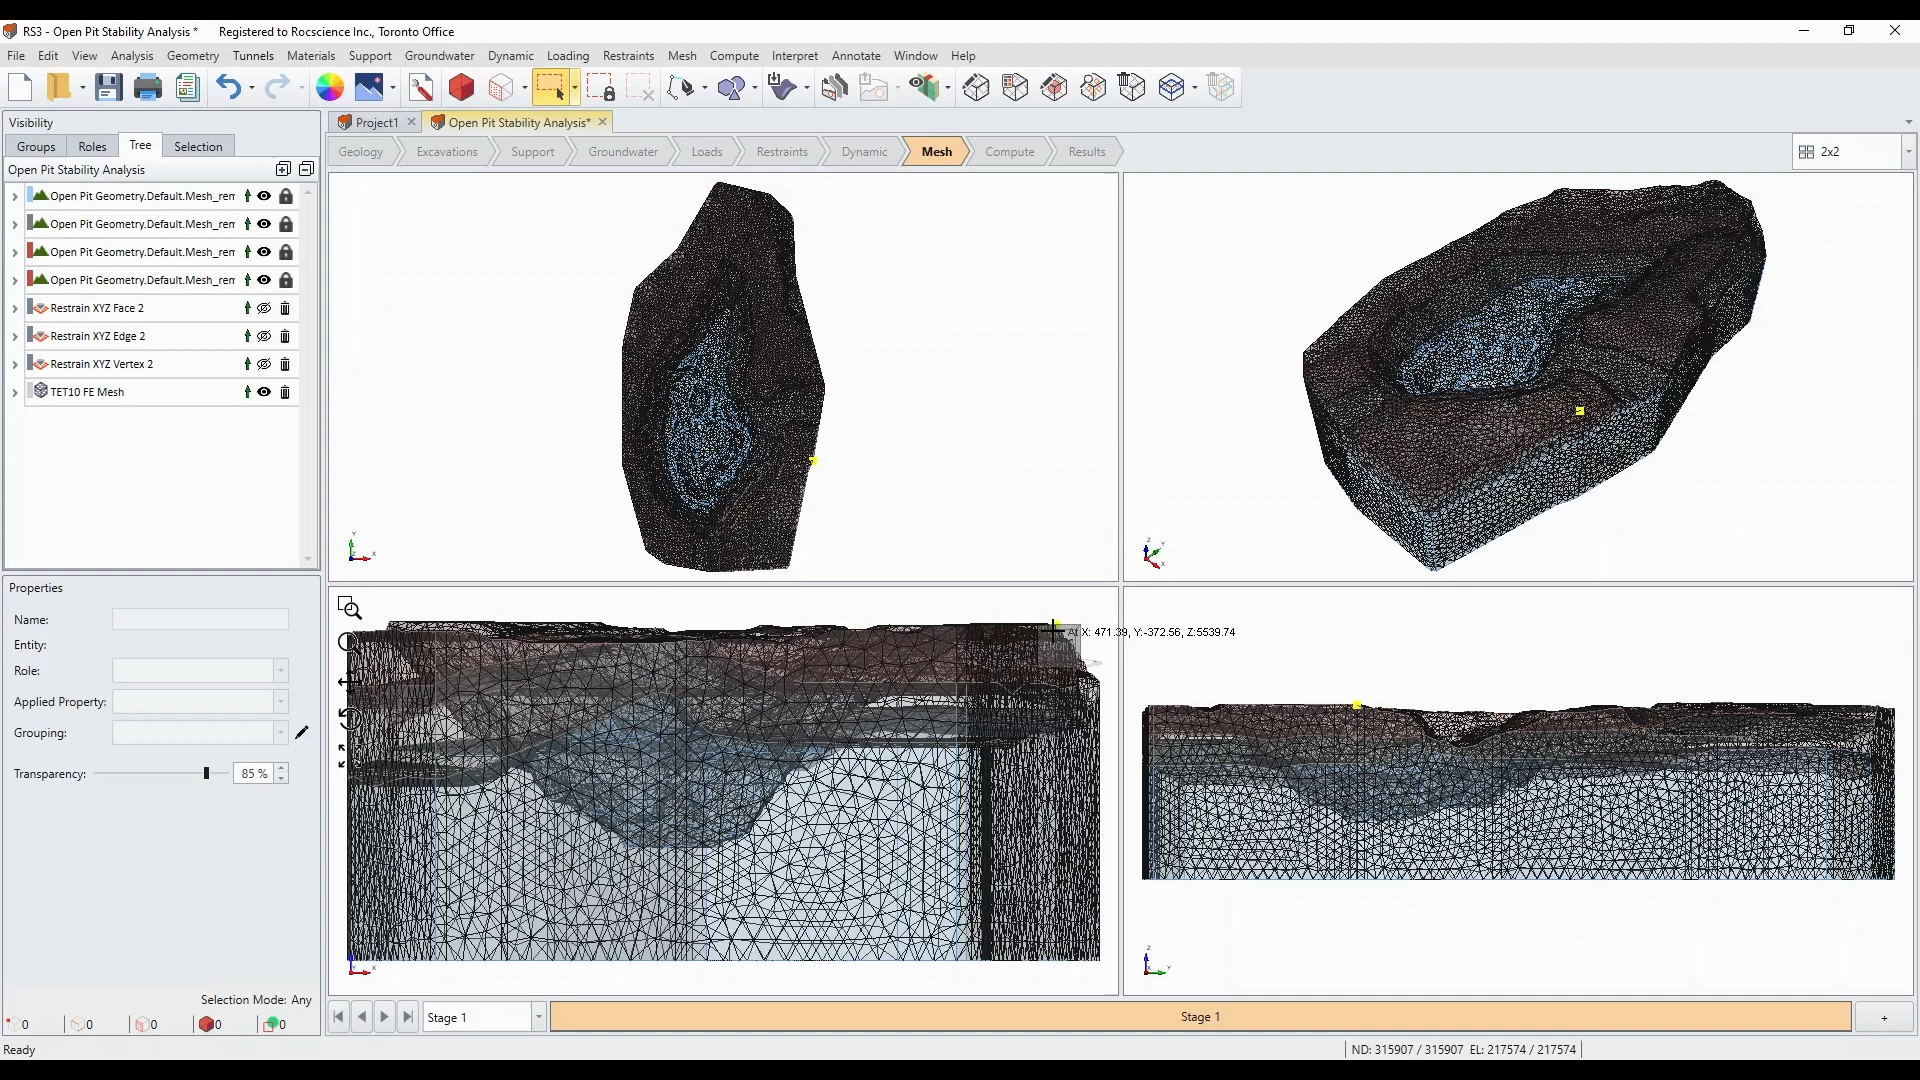 RS3 - Open Pit Stability Analysis * Registered to Rocscience Inc., Toronto Office
File Edit View Analysis Geometry Tunnels Materials Support Groundwater Dynamic Loading Restraints Mesh Compute Interpret Annotate Window Help
Visibility
Project1 Open Pit Stability Analysis*
Groups Roles Tree Selection
Geology Excavations Support Groundwater Loads Restraints Dynamic Mesh Compute Results 2x2
Open Pit Stability Analysis
Open Pit Geometry.Default.Mesh_rem
Open Pit Geometry.Default.Mesh_rem
Open Pit Geometry.Default.Mesh_rem
Open Pit Geometry.Default.Mesh_rem
Restrain XYZ Face 2
Restrain XYZ Edge 2
Restrain XYZ Vertex 2
TET10 FE Mesh
Properties
Name:
Entity:
Role:
Applied Property:
Grouping:
Transparency: 85 %
At X: 471.39, Y:-372.56, Z:5539.74
Selection Mode: Any
0 0 0 0 0
Stage 1 Stage 1 +
Ready ND: 315907 / 315907 EL: 217574 / 217574